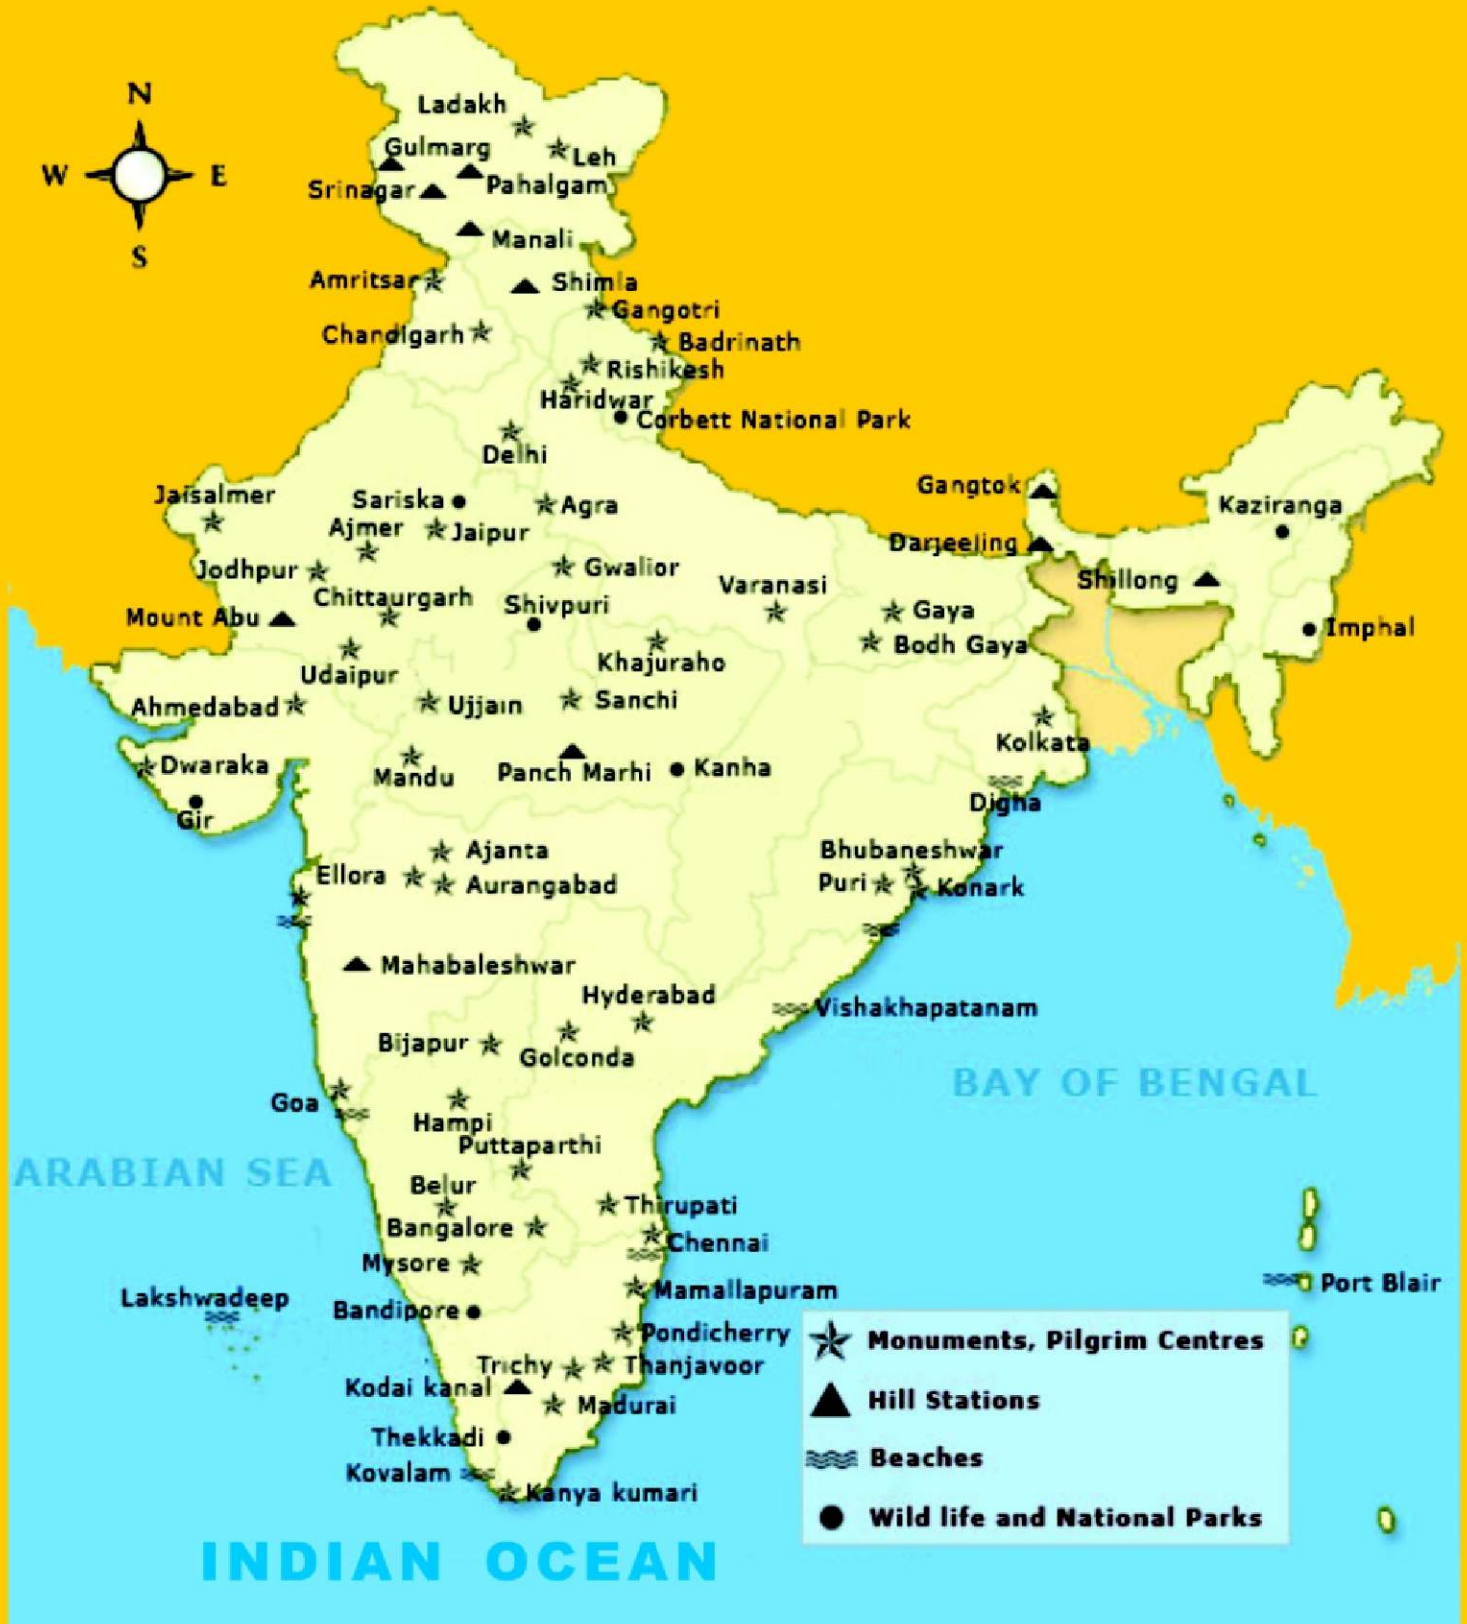 N
W
E
S
Ladakh
Gulmarg
Leh
Srinagar
Pahalgam
Manali
Amritsar
Shimla
Gangotri
Chandigarh
Badrinath
Rishikesh
Haridwar
Corbett National Park
Delhi
Gangtok
Jaisalmer
Sariska
Agra
Kaziranga
Ajmer
Jaipur
Darjeeling
Jodhpur
Gwalior
Varanasi
Shillong
Chittaurgarh
Shivpuri
Gaya
Mount Abu
Imphal
Bodh Gaya
Khajuraho
Udaipur
Ahmedabad
Ujjain
Sanchi
Kolkata
Dwaraka
Mandu
Panch Marhi
Kanha
Digha
Gir
Ajanta
Bhubaneshwar
Ellora
Aurangabad
Puri
Konark
Mahabaleshwar
Hyderabad
Vishakhapatanam
Bijapur
Golconda
BAY OF BENGAL
Goa
Hampi
Puttaparthi
ARABIAN SEA
Belur
Thirupati
Bangalore
Chennai
Mysore
Port Blair
Mamallapuram
Lakshwadeep
Bandipore
Pondicherry
Trichy
Thanjavoor
Kodai kanal
Madurai
Thekkadi
Kovalam
Kanya kumari
Monuments, Pilgrim Centres
Hill Stations
Beaches
Wild life and National Parks
INDIAN OCEAN